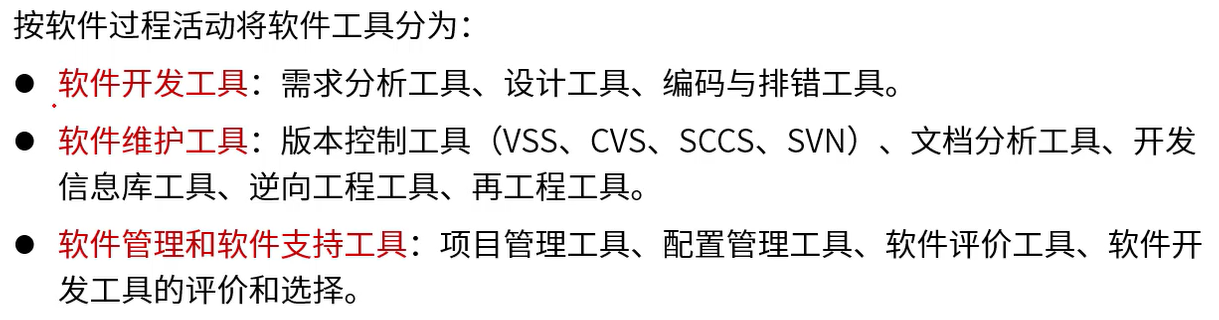 按软件过程活动将软件工具分为：
● 软件开发工具：需求分析工具、设计工具、编码与排错工具。
● 软件维护工具：版本控制工具（VSS、CVS、SCCS、SVN）、文档分析工具、开发
信息库工具、逆向工程工具、再工程工具。
● 软件管理和软件支持工具：项目管理工具、配置管理工具、软件评价工具、软件开
发工具的评价和选择。